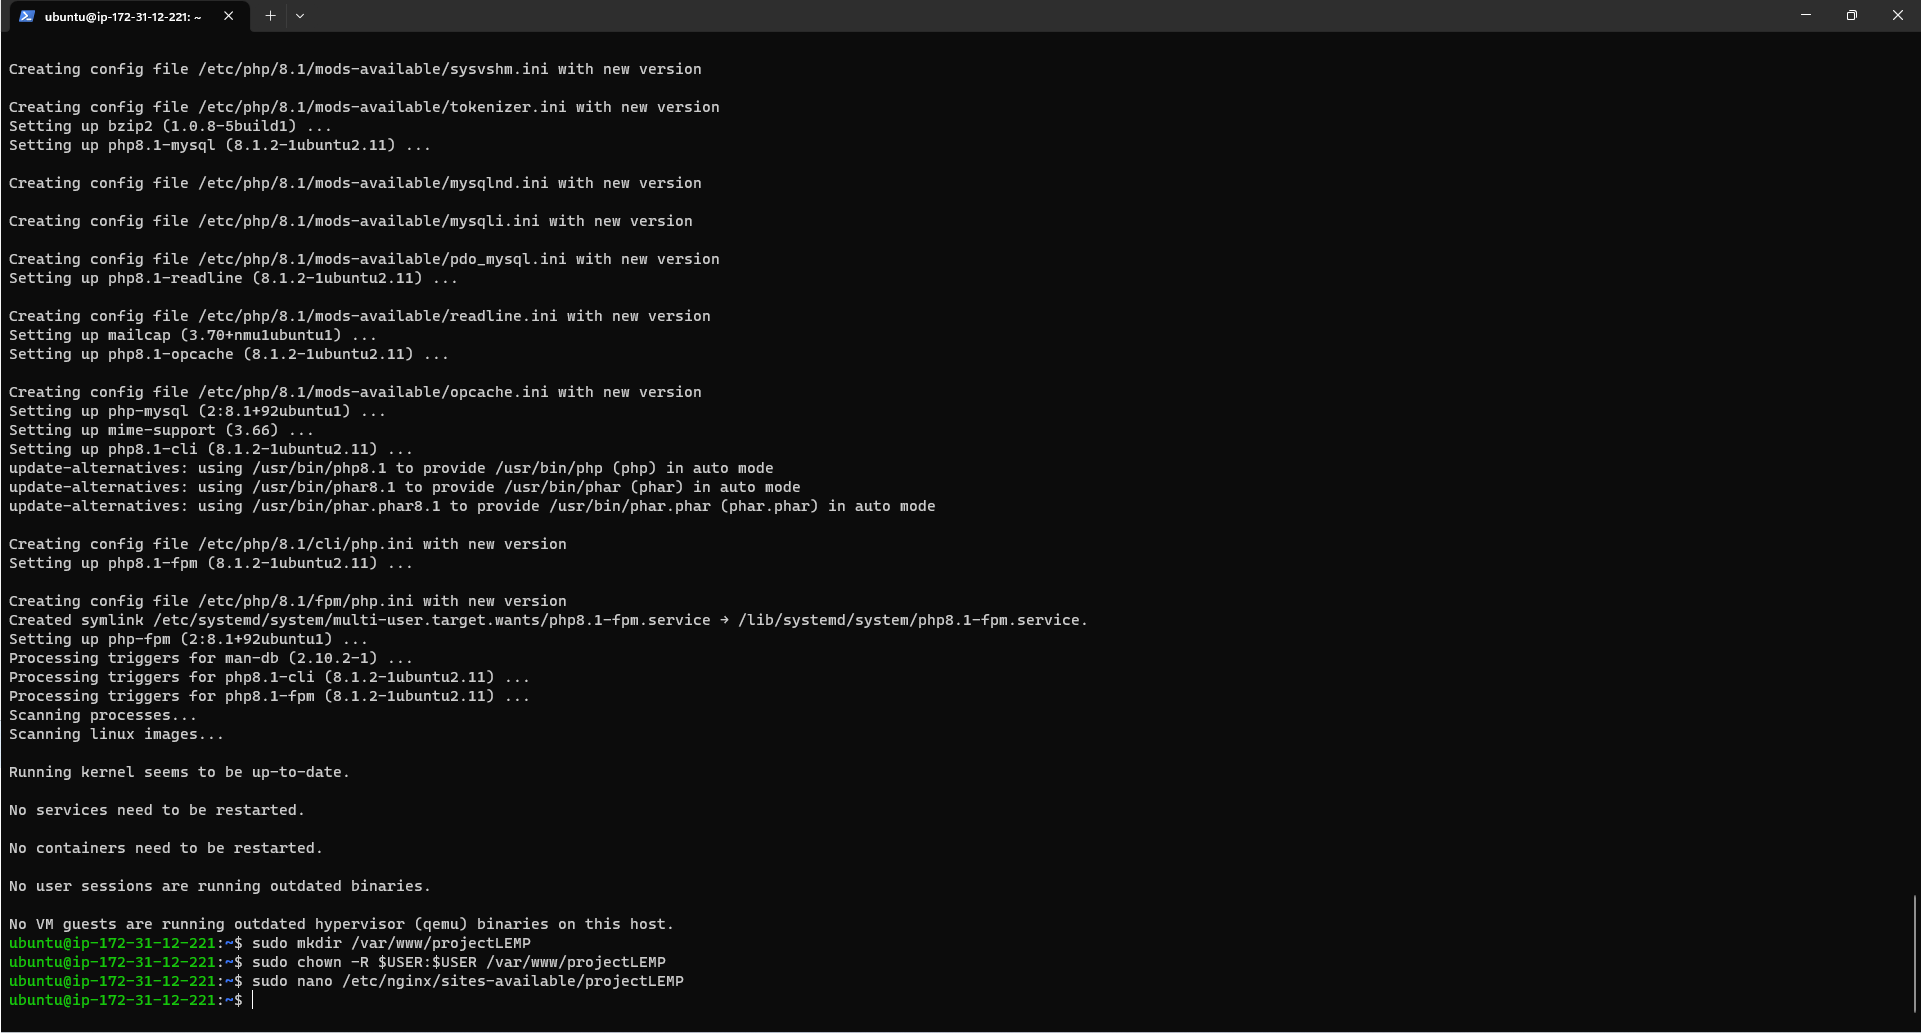 ubuntu@ip-172-31-12-221: ~
Creating config file /etc/php/8.1/mods-available/sysvshm.ini with new version
Creating config file /etc/php/8.1/mods-available/tokenizer.ini with new version
Setting up bzip2 (1.0.8-5build1) ...
Setting up php8.1-mysql (8.1.2-1ubuntu2.11) ...
Creating config file /etc/php/8.1/mods-available/mysqlnd.ini with new version
Creating config file /etc/php/8.1/mods-available/mysqli.ini with new version
Creating config file /etc/php/8.1/mods-available/pdo_mysql.ini with new version
Setting up php8.1-readline (8.1.2-1ubuntu2.11) ...
Creating config file /etc/php/8.1/mods-available/readline.ini with new version
Setting up mailcap (3.70+nmu1ubuntu1) ...
Setting up php8.1-opcache (8.1.2-1ubuntu2.11) ...
Creating config file /etc/php/8.1/mods-available/opcache.ini with new version
Setting up php-mysql (2:8.1+92ubuntu1) ...
Setting up mime-support (3.66) ...
Setting up php8.1-cli (8.1.2-1ubuntu2.11) ...
update-alternatives: using /usr/bin/php8.1 to provide /usr/bin/php (php) in auto mode
update-alternatives: using /usr/bin/phar8.1 to provide /usr/bin/phar (phar) in auto mode
update-alternatives: using /usr/bin/phar.phar8.1 to provide /usr/bin/phar.phar (phar.phar) in auto mode
Creating config file /etc/php/8.1/cli/php.ini with new version
Setting up php8.1-fpm (8.1.2-1ubuntu2.11) ...
Creating config file /etc/php/8.1/fpm/php.ini with new version
Created symlink /etc/systemd/system/multi-user.target.wants/php8.1-fpm.service → /lib/systemd/system/php8.1-fpm.service.
Setting up php-fpm (2:8.1+92ubuntu1) ...
Processing triggers for man-db (2.10.2-1) ...
Processing triggers for php8.1-cli (8.1.2-1ubuntu2.11) ...
Processing triggers for php8.1-fpm (8.1.2-1ubuntu2.11) ...
Scanning processes...
Scanning linux images...
Running kernel seems to be up-to-date.
No services need to be restarted.
No containers need to be restarted.
No user sessions are running outdated binaries.
No VM guests are running outdated hypervisor (qemu) binaries on this host.
ubuntu@ip-172-31-12-221:~$ sudo mkdir /var/www/projectLEMP
ubuntu@ip-172-31-12-221:~$ sudo chown -R $USER:$USER /var/www/projectLEMP
ubuntu@ip-172-31-12-221:~$ sudo nano /etc/nginx/sites-available/projectLEMP
ubuntu@ip-172-31-12-221:~$